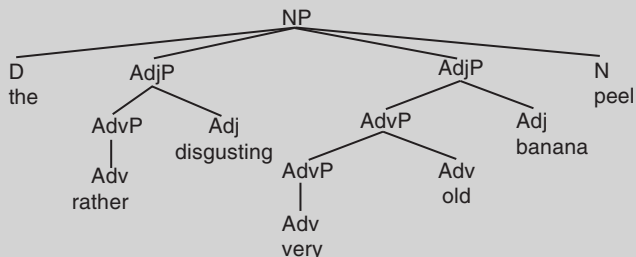 NP
D AdjP AdjP N
the peel
AdvP Adj AdvP Adj
disgusting banana
Adv AdvP Adv
rather old
Adv
very